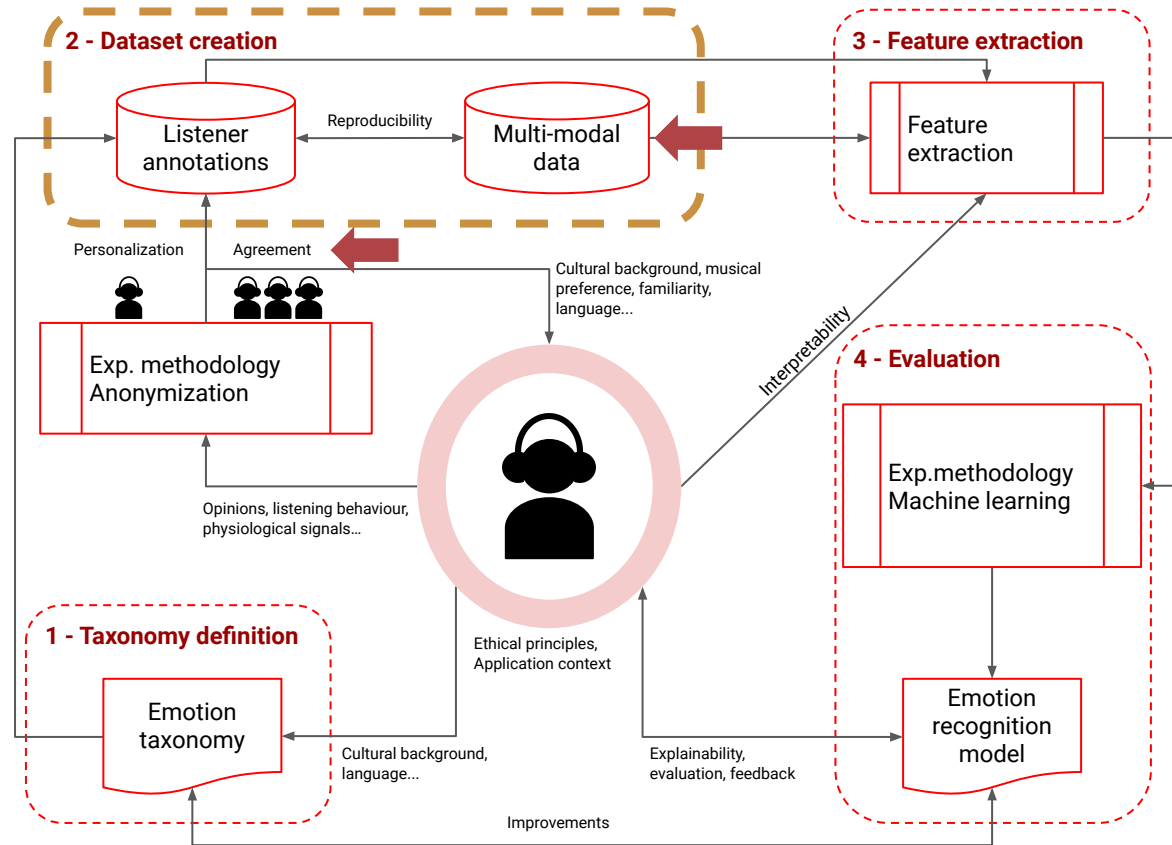 2 - Dataset creation
3 - Feature extraction
Listener
annotations
Reproducibility
Multi-modal
data
Feature
extraction
Personalization
Agreement
Cultural background, musical
preference, familiarity,
language...
Exp. methodology
Anonymization
Interpretability
4 - Evaluation
Exp.methodology
Machine learning
Opinions, listening behaviour,
physiological signals…
1 - Taxonomy definition
Ethical principles,
Application context
Emotion
taxonomy
Emotion
recognition
model
Cultural background,
language...
Explainability,
evaluation, feedback
Improvements